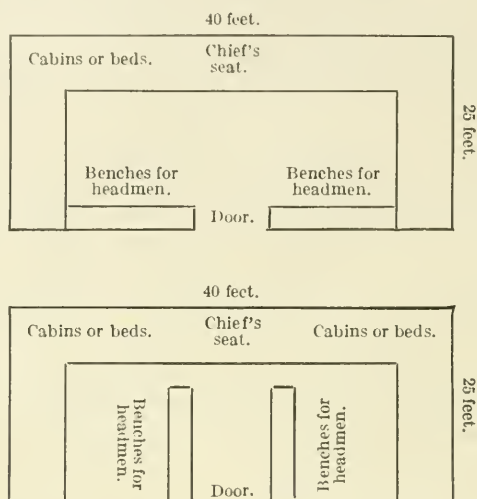 40 feet.
Cabins or beds.
Chief's
seat.
25 feet.
Benches for
headmen.
Benches for
headmen.
Door.
40 feet.
Cabins or beds.
Chief's
seat.
Cabins or beds.
25 feet.
Benches for
headmen.
Benches for
headmen.
Door.